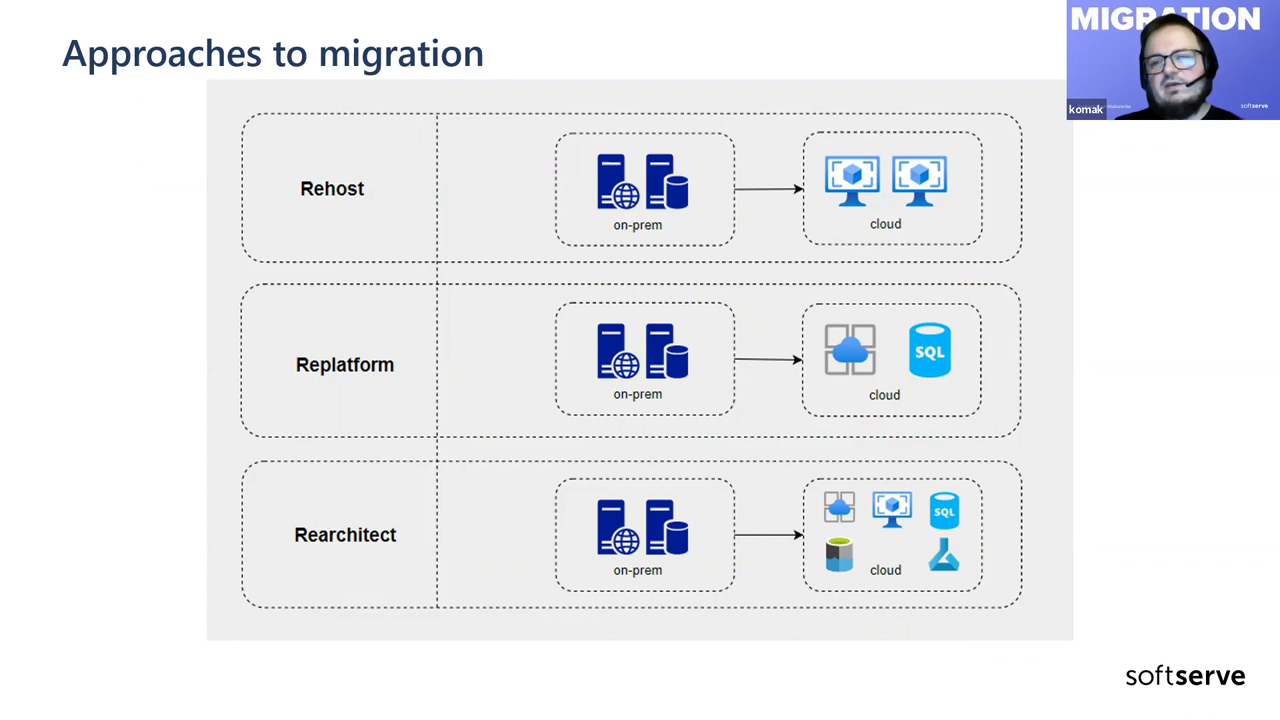 Approaches to migration
MIGRATION
komak
softserve
Rehost
on-prem
cloud
Replatform
on-prem
SQL
cloud
Rearchitect
on-prem
SQL
cloud
softserve